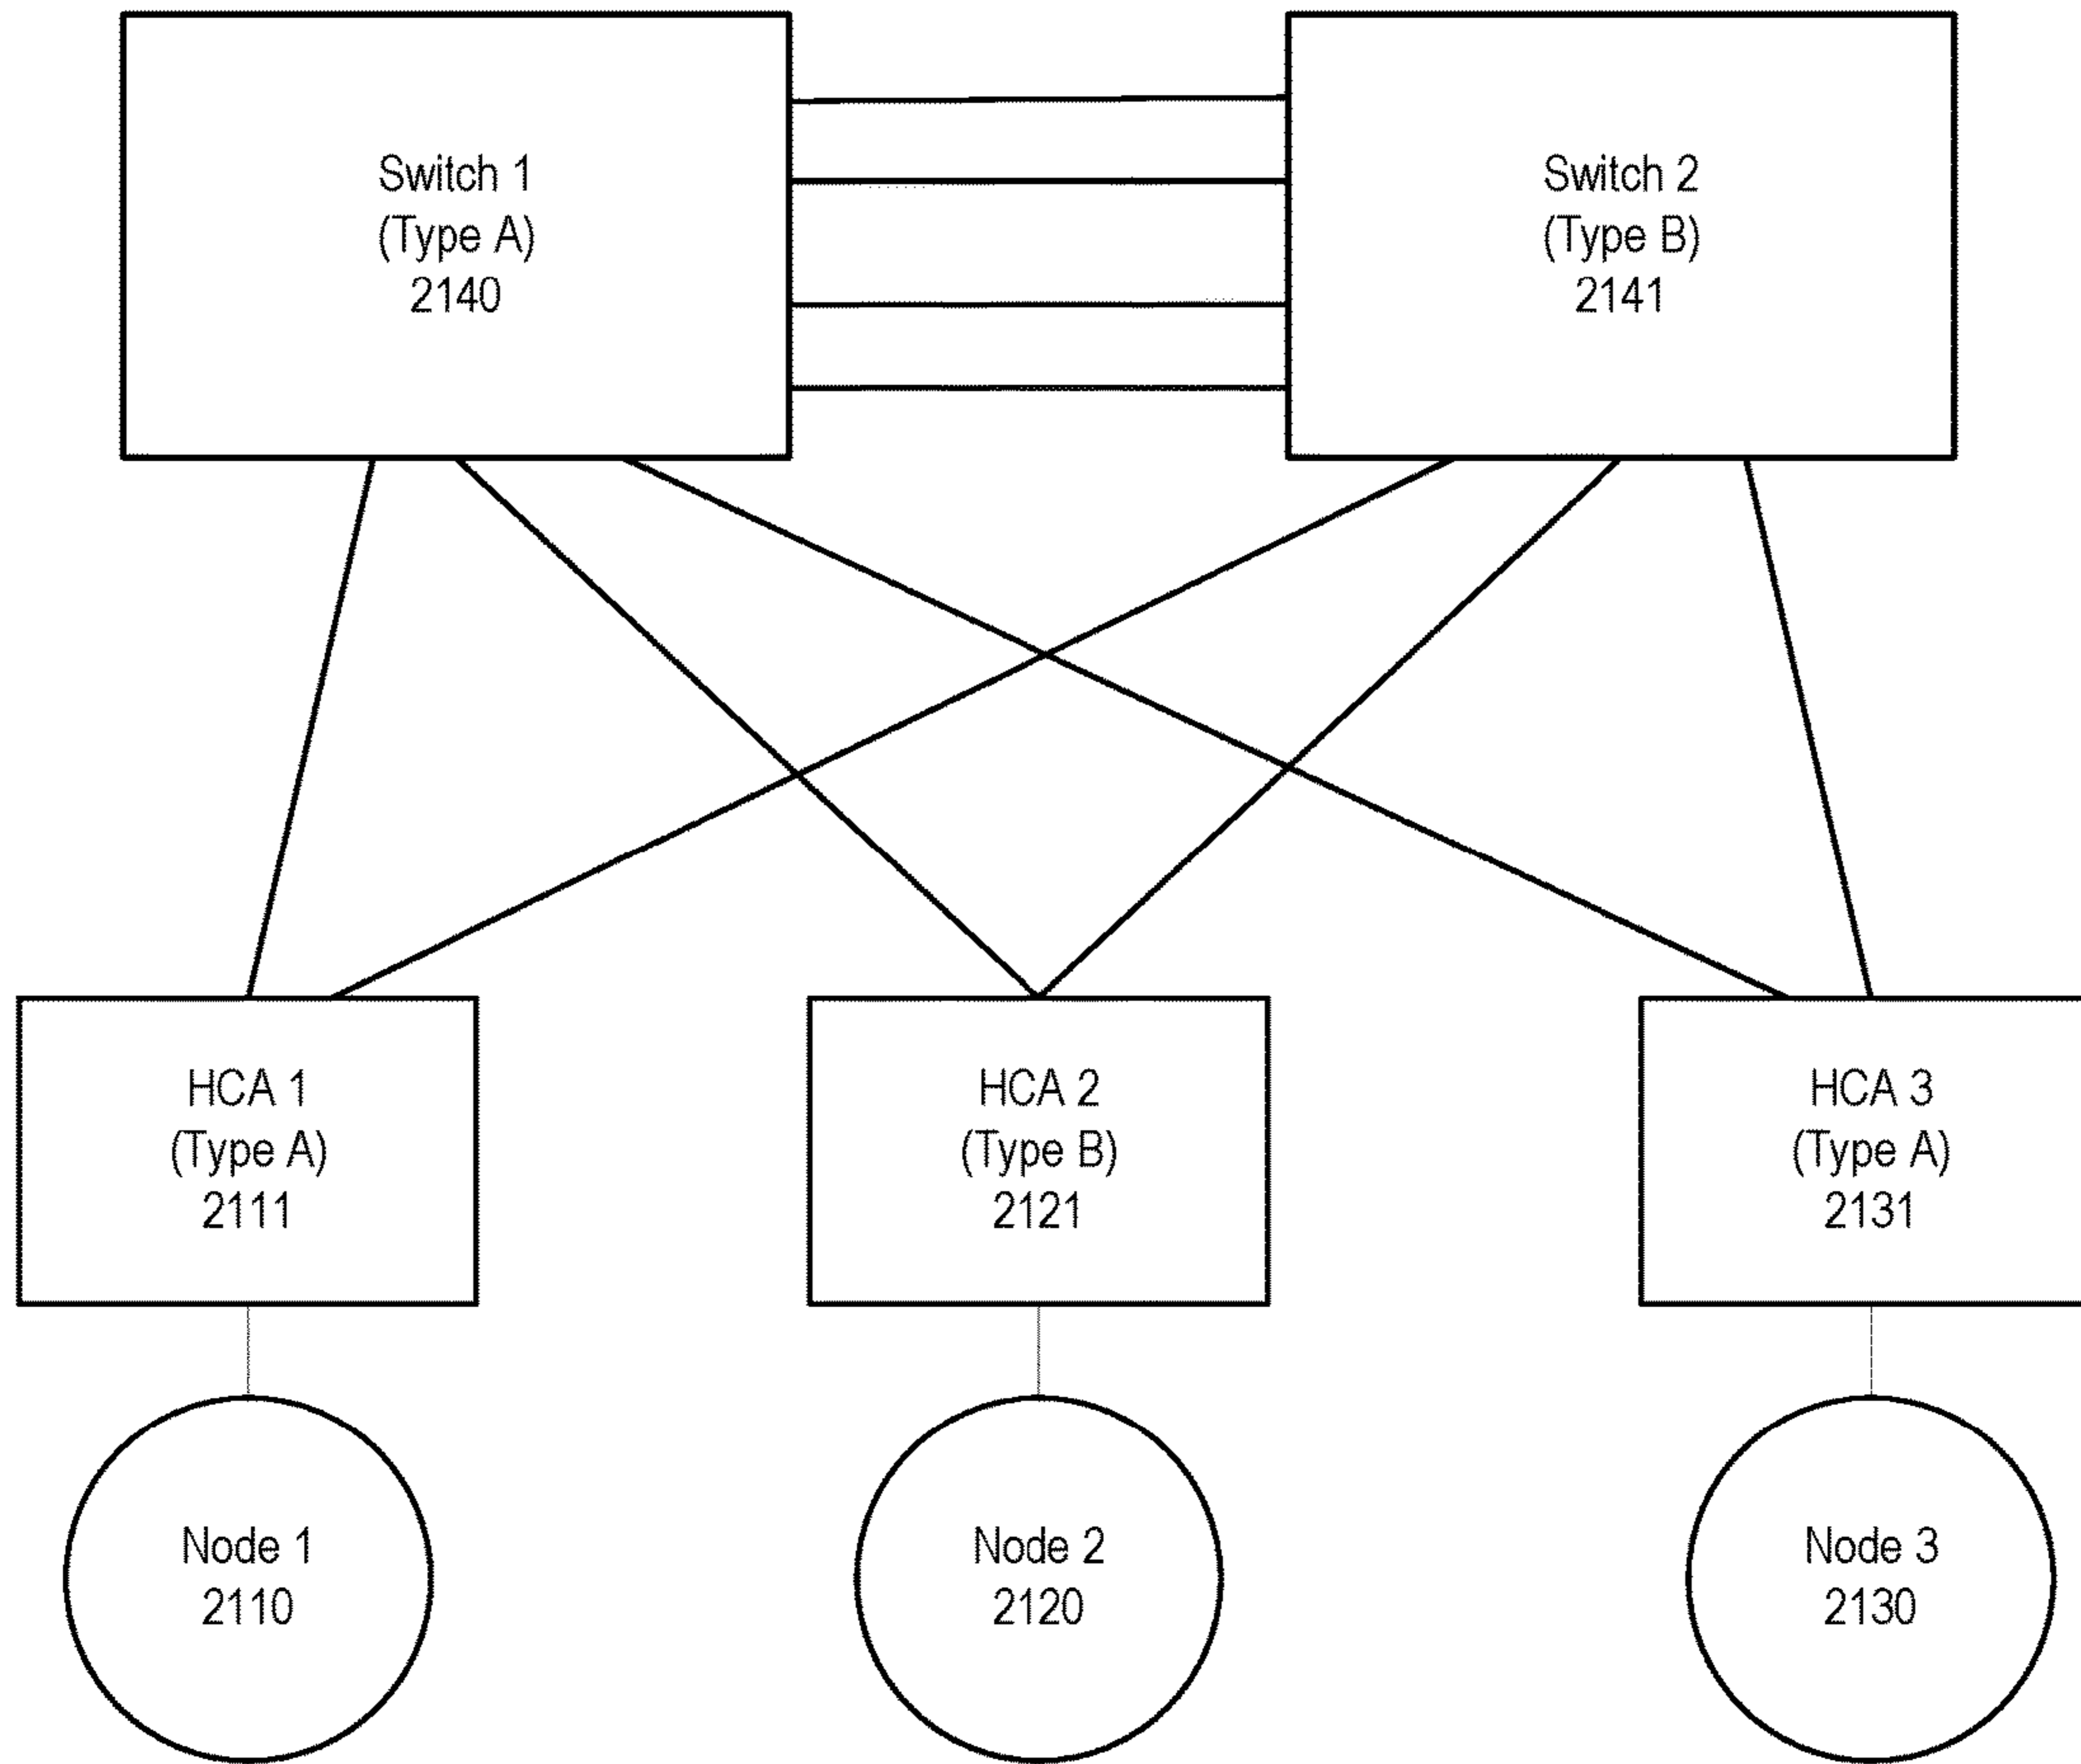 Switch 1
(Type A)
2140
Switch 2
(Type B)
2141
HCA 1
(Type A)
2111
HCA 2
(Type B)
2121
HCA 3
(Type A)
2131
Node 1
2110
Node 2
2120
Node 3
2130